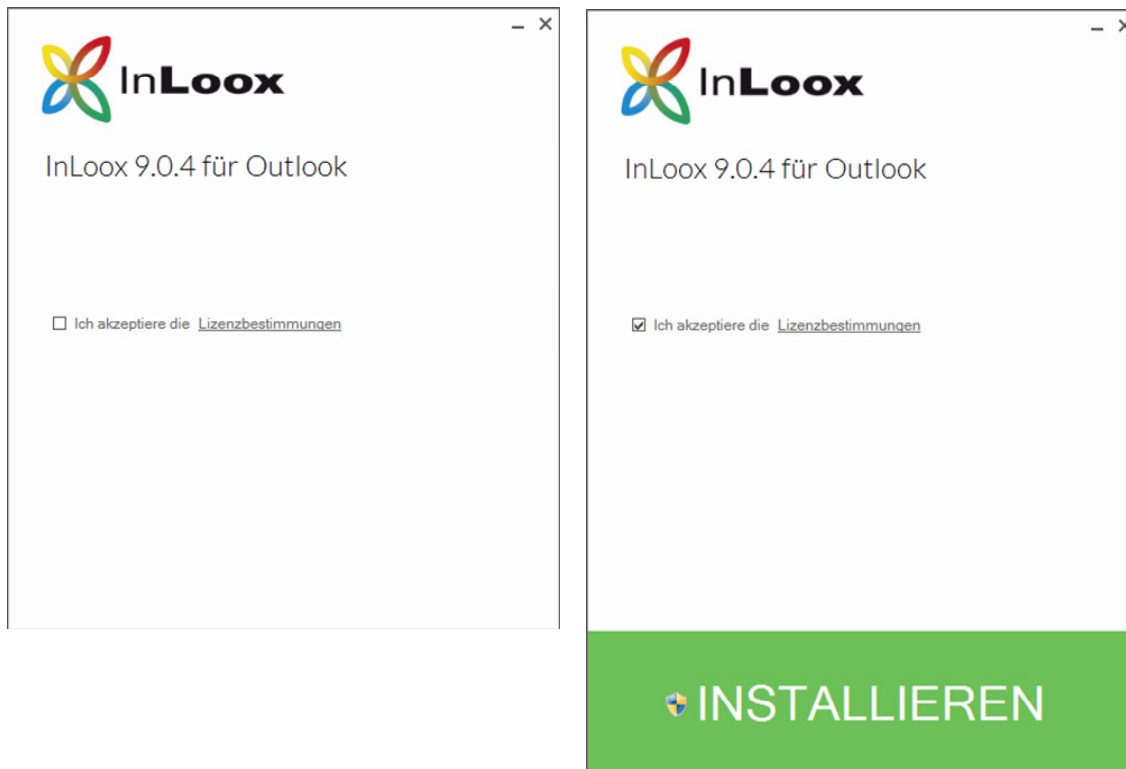 InLoox
InLoox 9.0.4 für Outlook
Ich akzeptiere die Lizenzbestimmungen
InLoox
InLoox 9.0.4 für Outlook
Ich akzeptiere die Lizenzbestimmungen
INSTALLIEREN